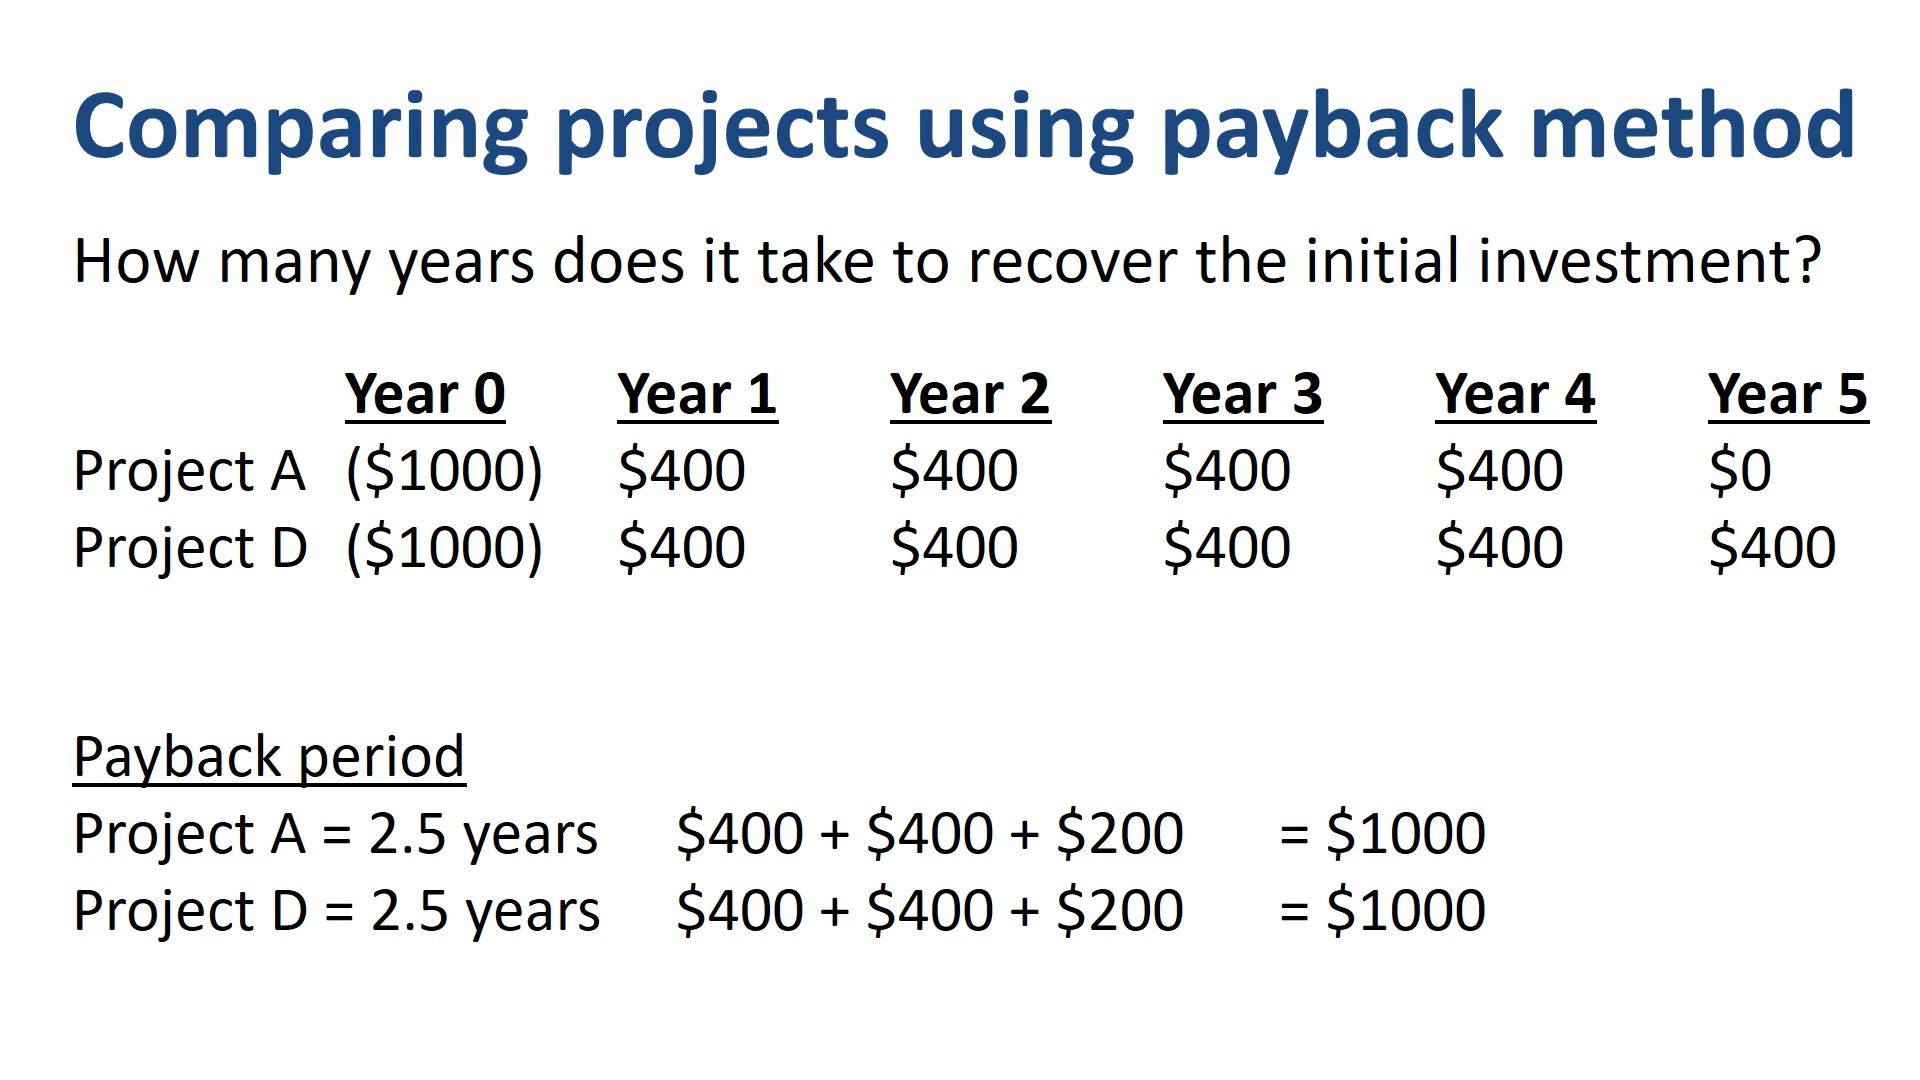 Comparing projects using payback method
How many years does it take to recover the initial investment?
Year 0 Year 1 Year 2 Year 3 Year 4 Year 5
Project A ($1000) $400 $400 $400 $400 $0
Project D ($1000) $400 $400 $400 $400 $400
Payback period
Project A = 2.5 years $400 + $400 + $200 = $1000
Project D = 2.5 years $400 + $400 + $200 = $1000